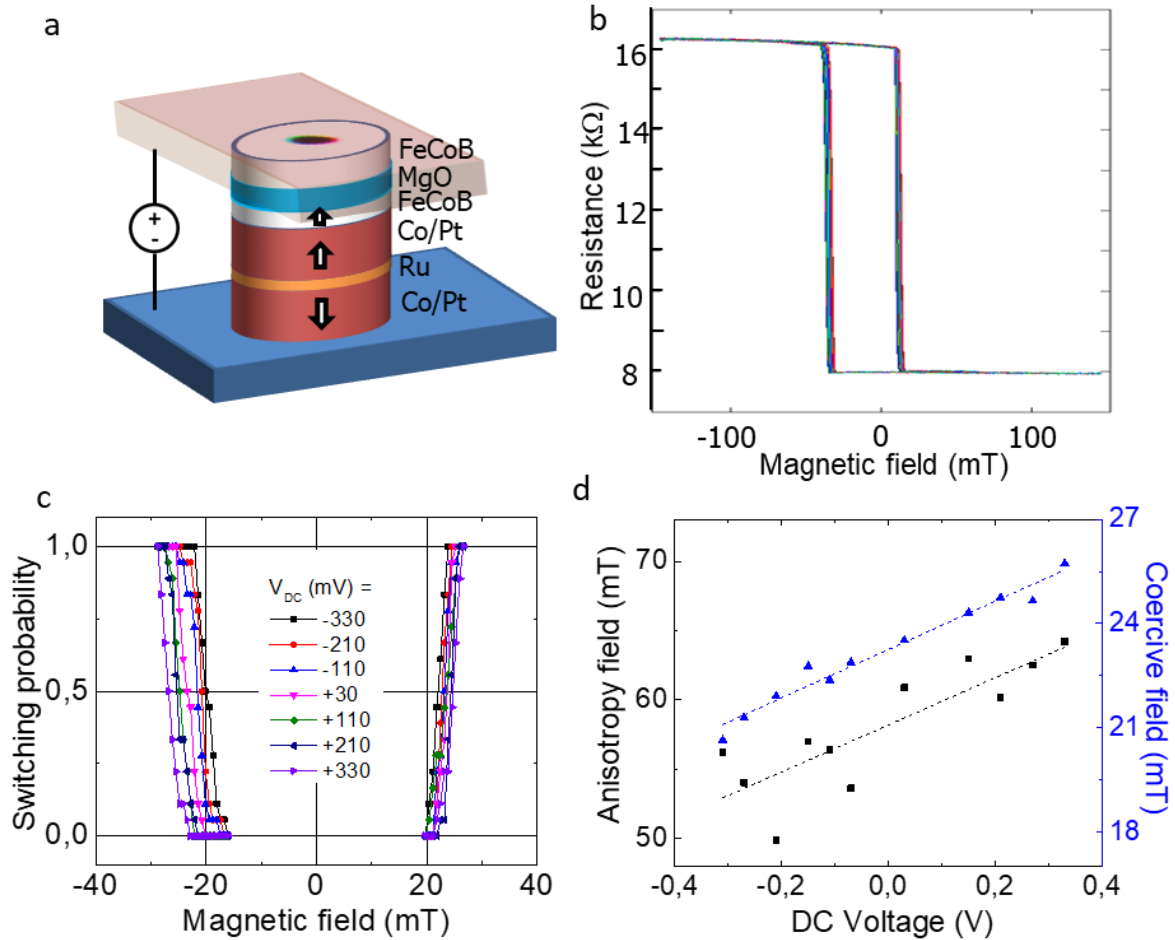 a
+
-
FeCoB
MgO
FeCoB
Co/Pt
Ru
Co/Pt
b
Resistance (kΩ)
16
14
12
10
8
-100
0
100
Magnetic field (mT)
c
Switching probability
1,0
0,5
0,0
V_DC (mV) =
-330
-210
-110
+30
+110
+210
+330
-40
-20
0
20
40
Magnetic field (mT)
d
Anisotropy field (mT)
70
60
50
27
24
21
18
Coercive field (mT)
-0,4
-0,2
0,0
0,2
0,4
DC Voltage (V)